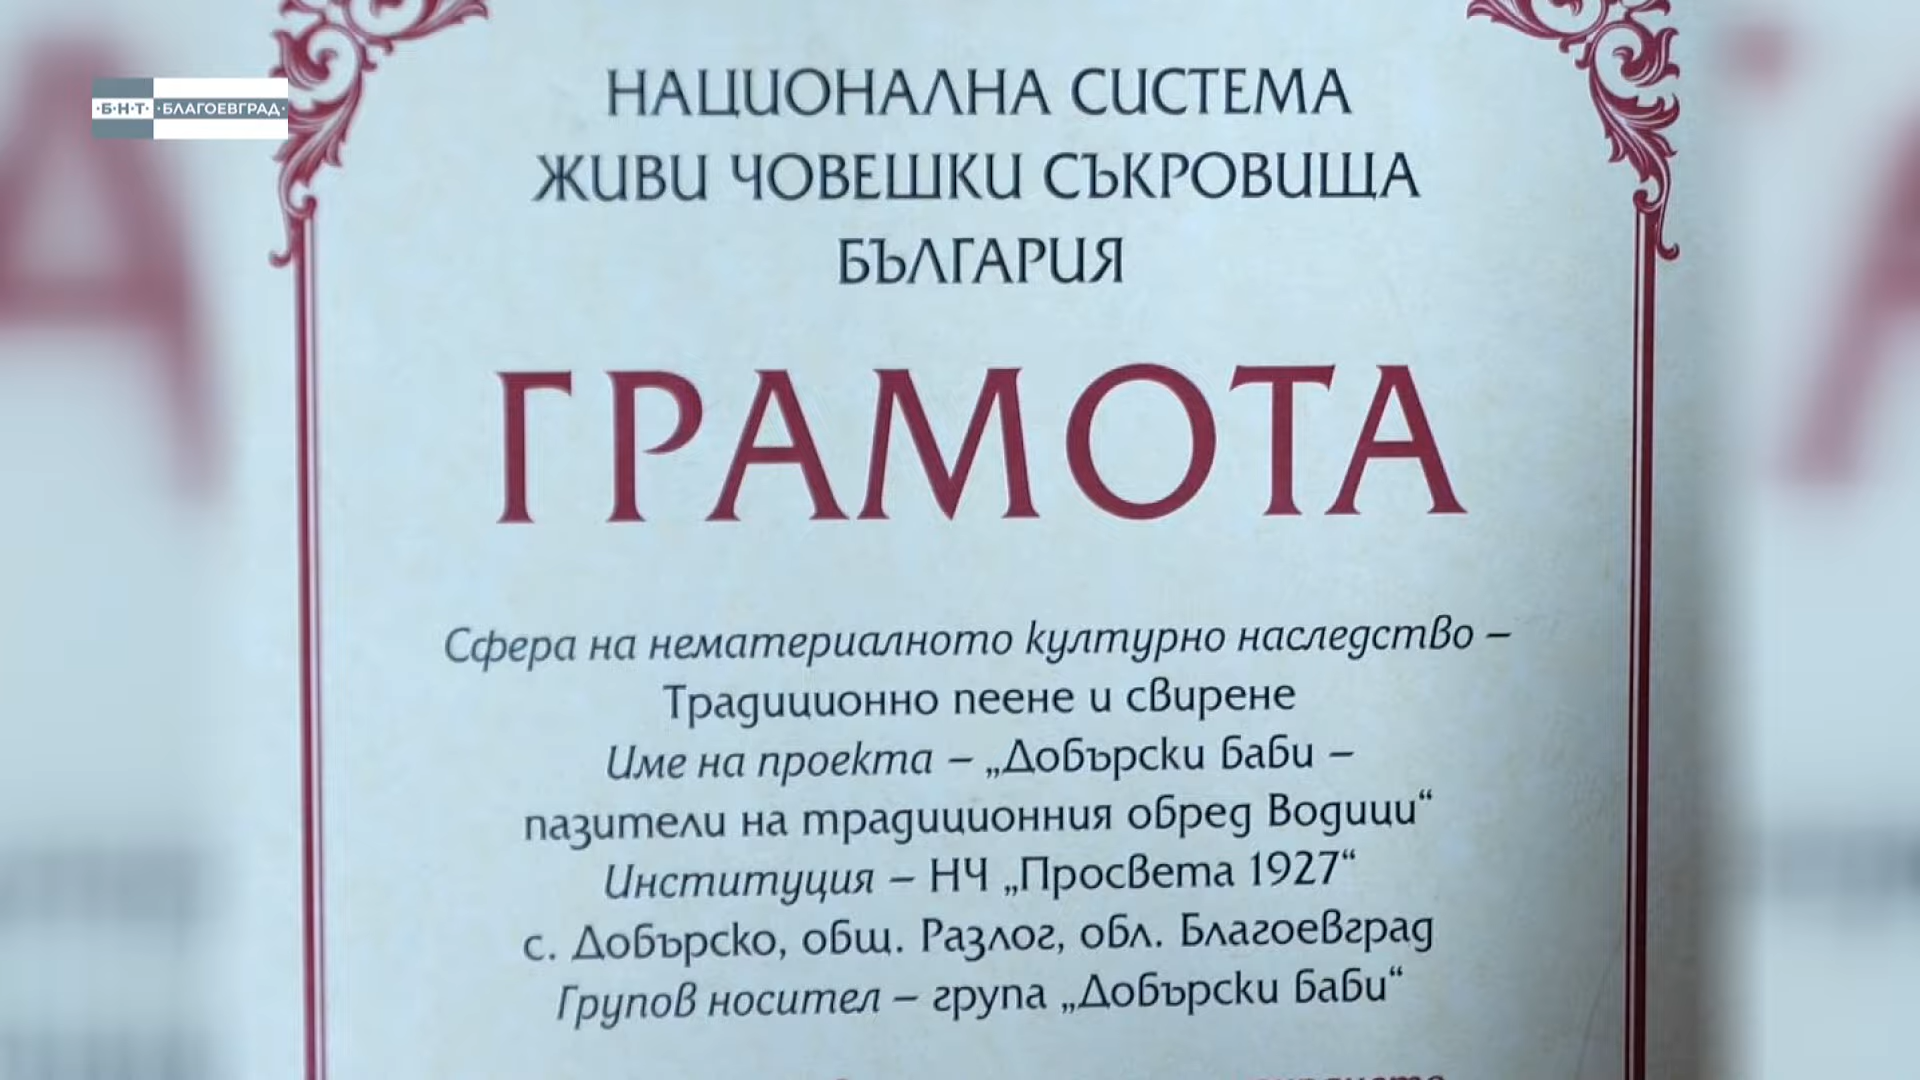 ·Б·Н·Т· ·БЛАГОЕВГРАД·
НАЦИОНАЛНА СИСТЕМА
ЖИВИ ЧОВЕШКИ СЪКРОВИЩА
БЪЛГАРИЯ
ГРАМОТА
Сфера на нематериалното културно наследство –
Традиционно пеене и свирене
Име на проекта – „Добърски баби –
пазители на традиционния обред Водици“
Институция – НЧ „Просвета 1927“
с. Добърско, общ. Разлог, обл. Благоевград
Групов носител – група „Добърски баби“